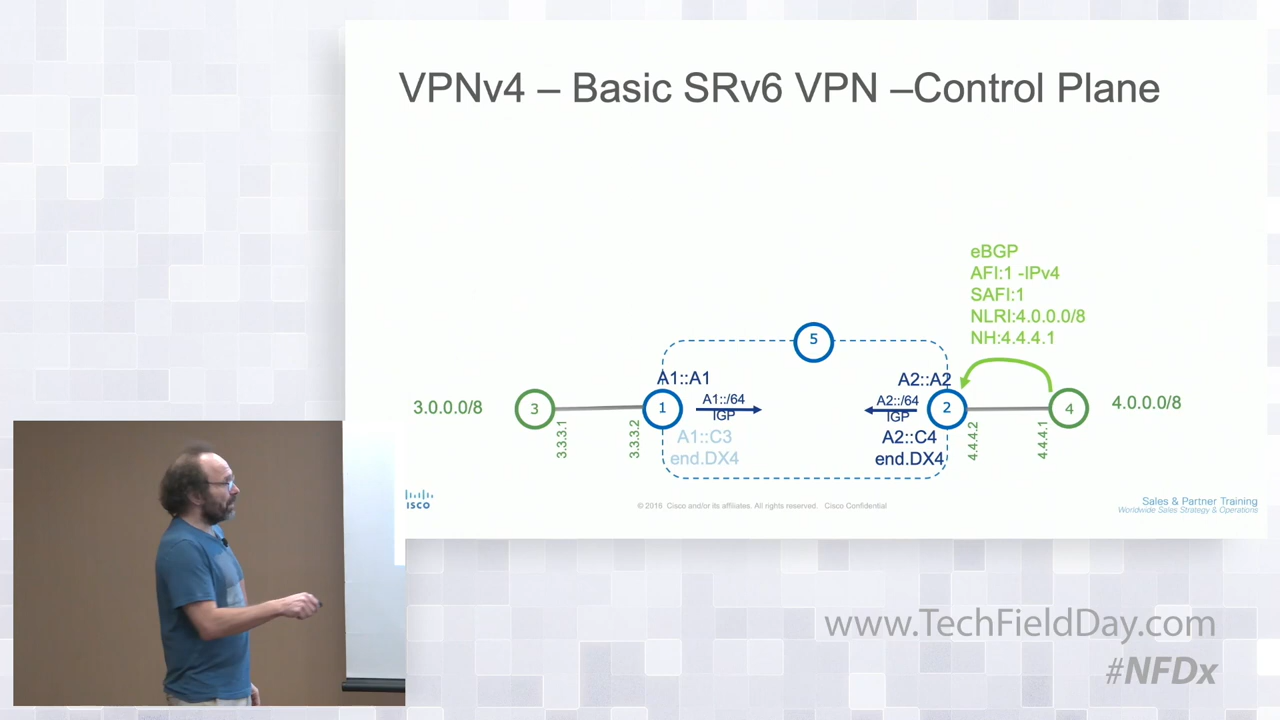 VPNv4 – Basic SRv6 VPN –Control Plane
eBGP
AFI:1 -IPv4
SAFI:1
NLRI:4.0.0.0/8
NH:4.4.4.1
5
A1::A1
A2::A2
3.0.0.0/8
3
1
A1::/64
IGP
A2::/64
IGP
2
4
4.0.0.0/8
3.3.3.1
3.3.3.2
A1::C3
end.DX4
A2::C4
end.DX4
4.4.4.2
4.4.4.1
CISCO
© 2016 Cisco and/or its affiliates. All rights reserved. Cisco Confidential
Sales & Partner Training
Worldwide Sales Strategy & Operations
www.TechFieldDay.com
#NFDx